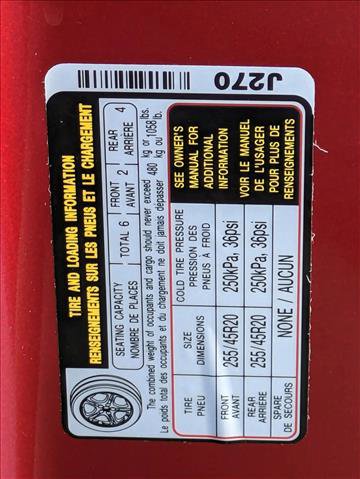 J270
TIRE AND LOADING INFORMATION
RENSEIGNEMENTS SUR LES PNEUS ET LE CHARGEMENT
SEATING CAPACITY
NOMBRE DE PLACES
TOTAL 6
FRONT
AVANT
2
REAR
ARRIÈRE
4
The combined weight of occupants and cargo should never exceed
Le poids total des occupants et du chargement ne doit jamais dépasser
480
kg or 1058 lbs.
kg ou lb.
TIRE
PNEU
SIZE
DIMENSIONS
COLD TIRE PRESSURE
PRESSION DES
PNEUS À FROID
SEE OWNER'S
MANUAL FOR
ADDITIONAL
INFORMATION
VOIR LE MANUEL
DE L'USAGER
POUR PLUS DE
RENSEIGNEMENTS
FRONT
AVANT
255/45R20
250kPa, 36psi
REAR
ARRIÈRE
255/45R20
250kPa, 36psi
SPARE
DE SECOURS
NONE / AUCUN